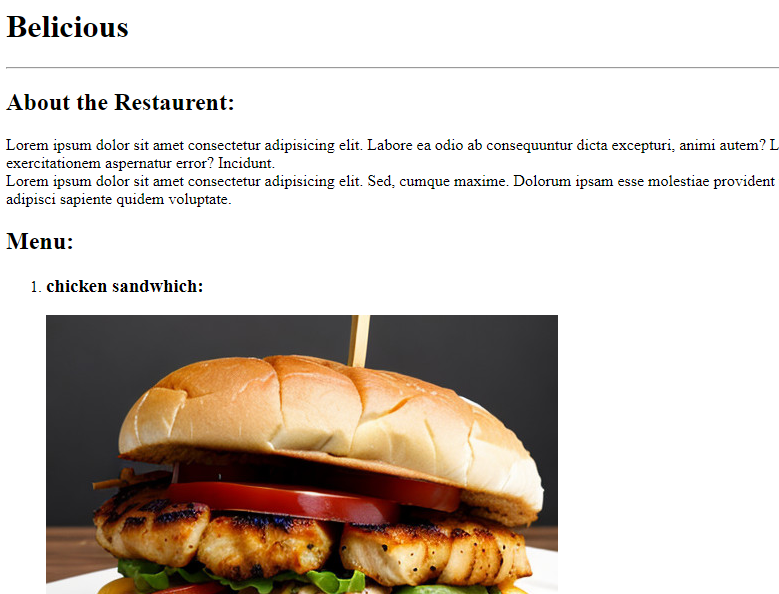 Belicious
About the Restaurent:
Lorem ipsum dolor sit amet consectetur adipisicing elit. Labore ea odio ab consequuntur dicta excepturi, animi autem? L
exercitationem aspernatur error? Incidunt.
Lorem ipsum dolor sit amet consectetur adipisicing elit. Sed, cumque maxime. Dolorum ipsam esse molestiae provident
adipisci sapiente quidem voluptate.
Menu:
1. chicken sandwhich: